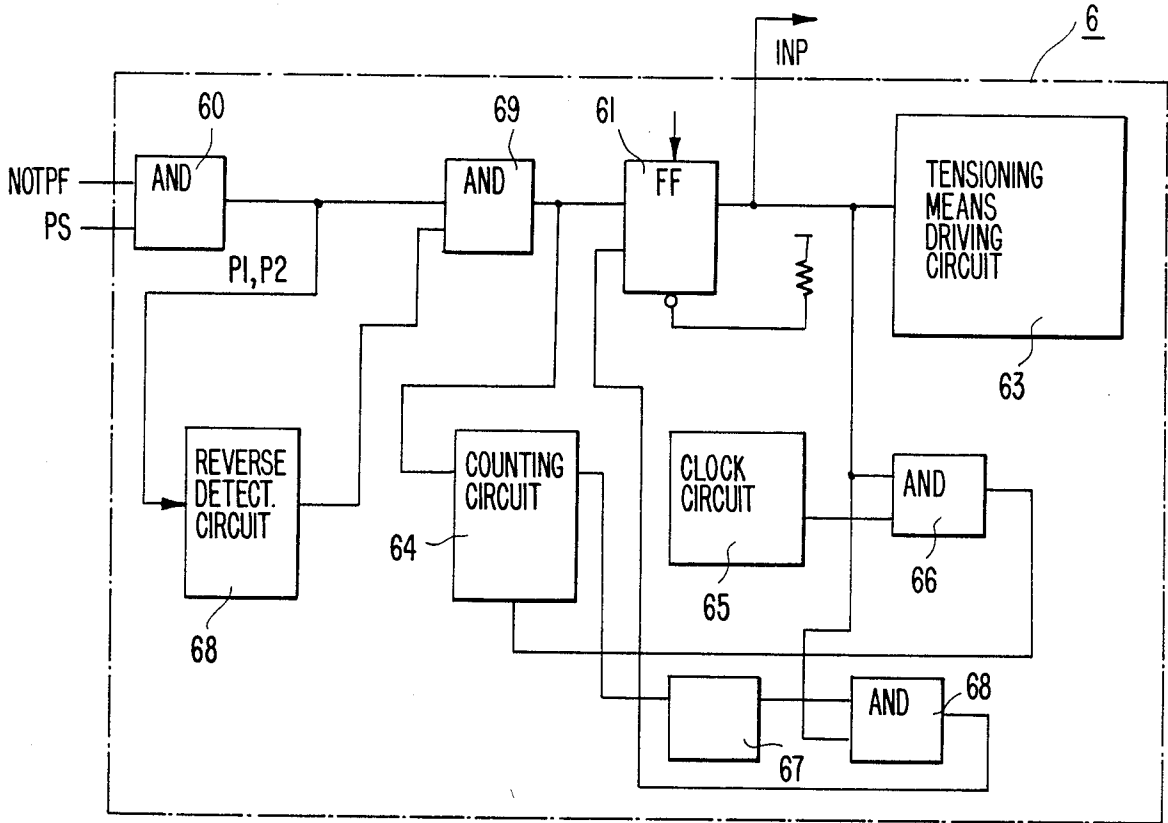 6
INP
60
69
61
NOTPF
PS
AND
AND
FF
TENSIONING
MEANS
DRIVING
CIRCUIT
P1, P2
63
REVERSE
DETECT.
CIRCUIT
COUNTING
CIRCUIT
CLOCK
CIRCUIT
AND
64
65
66
68
AND
68
67